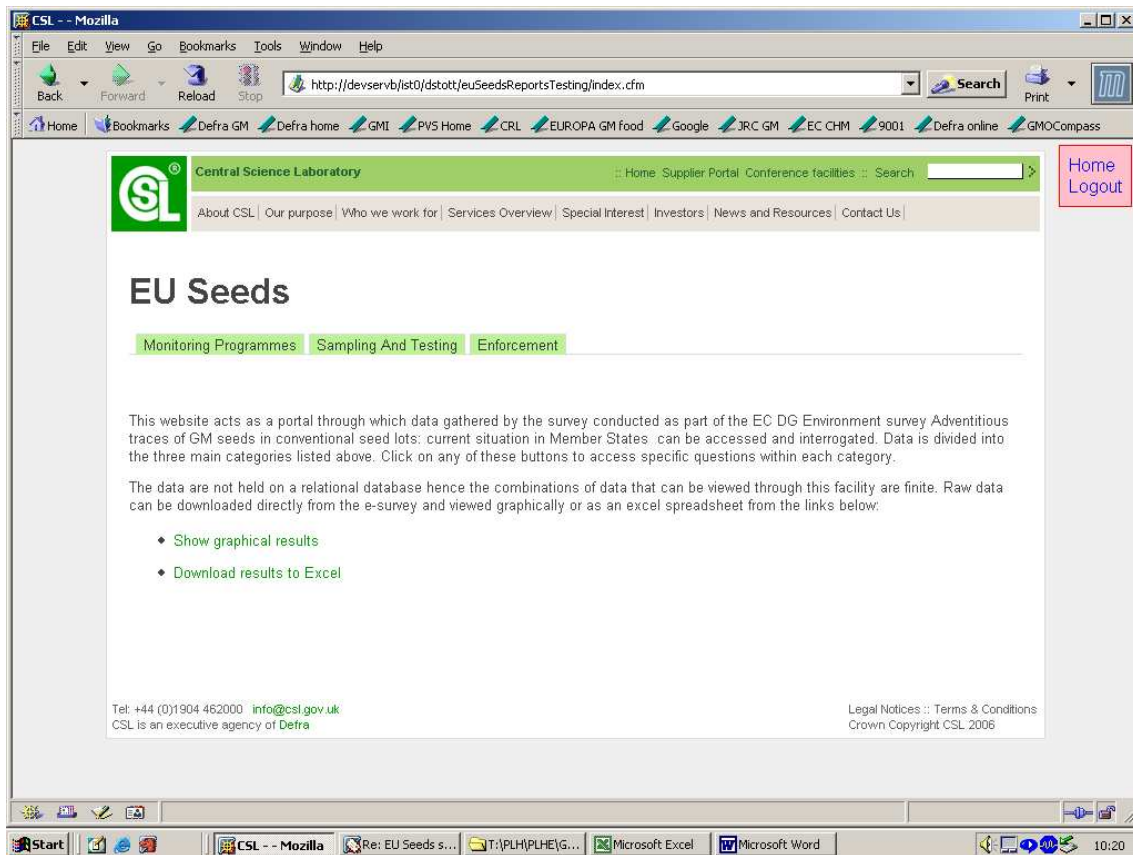 CSL - - Mozilla
File Edit View Go Bookmarks Tools Window Help
Back Forward Reload Stop http://devservb/ist0/dstott/euSeedsReportsTesting/index.cfm Search Print
Home Bookmarks Defra GM Defra home GMI PVS Home CRL EUROPA GM food Google JRC GM EC CHM 9001 Defra online GMOCompass
CSL ® Central Science Laboratory :: Home Supplier Portal Conference facilities :: Search >
About CSL | Our purpose | Who we work for | Services Overview | Special Interest | Investors | News and Resources | Contact Us |
Home
Logout
EU Seeds
Monitoring Programmes Sampling And Testing Enforcement
This website acts as a portal through which data gathered by the survey conducted as part of the EC DG Environment survey Adventitious
traces of GM seeds in conventional seed lots: current situation in Member States can be accessed and interrogated. Data is divided into
the three main categories listed above. Click on any of these buttons to access specific questions within each category.
The data are not held on a relational database hence the combinations of data that can be viewed through this facility are finite. Raw data
can be downloaded directly from the e-survey and viewed graphically or as an excel spreadsheet from the links below:
Show graphical results
Download results to Excel
Tel: +44 (0)1904 462000 info@csl.gov.uk Legal Notices :: Terms & Conditions
CSL is an executive agency of Defra Crown Copyright CSL 2006
Start CSL - - Mozilla Re: EU Seeds s... T:\PLH\PLHE\G... Microsoft Excel Microsoft Word 10:20